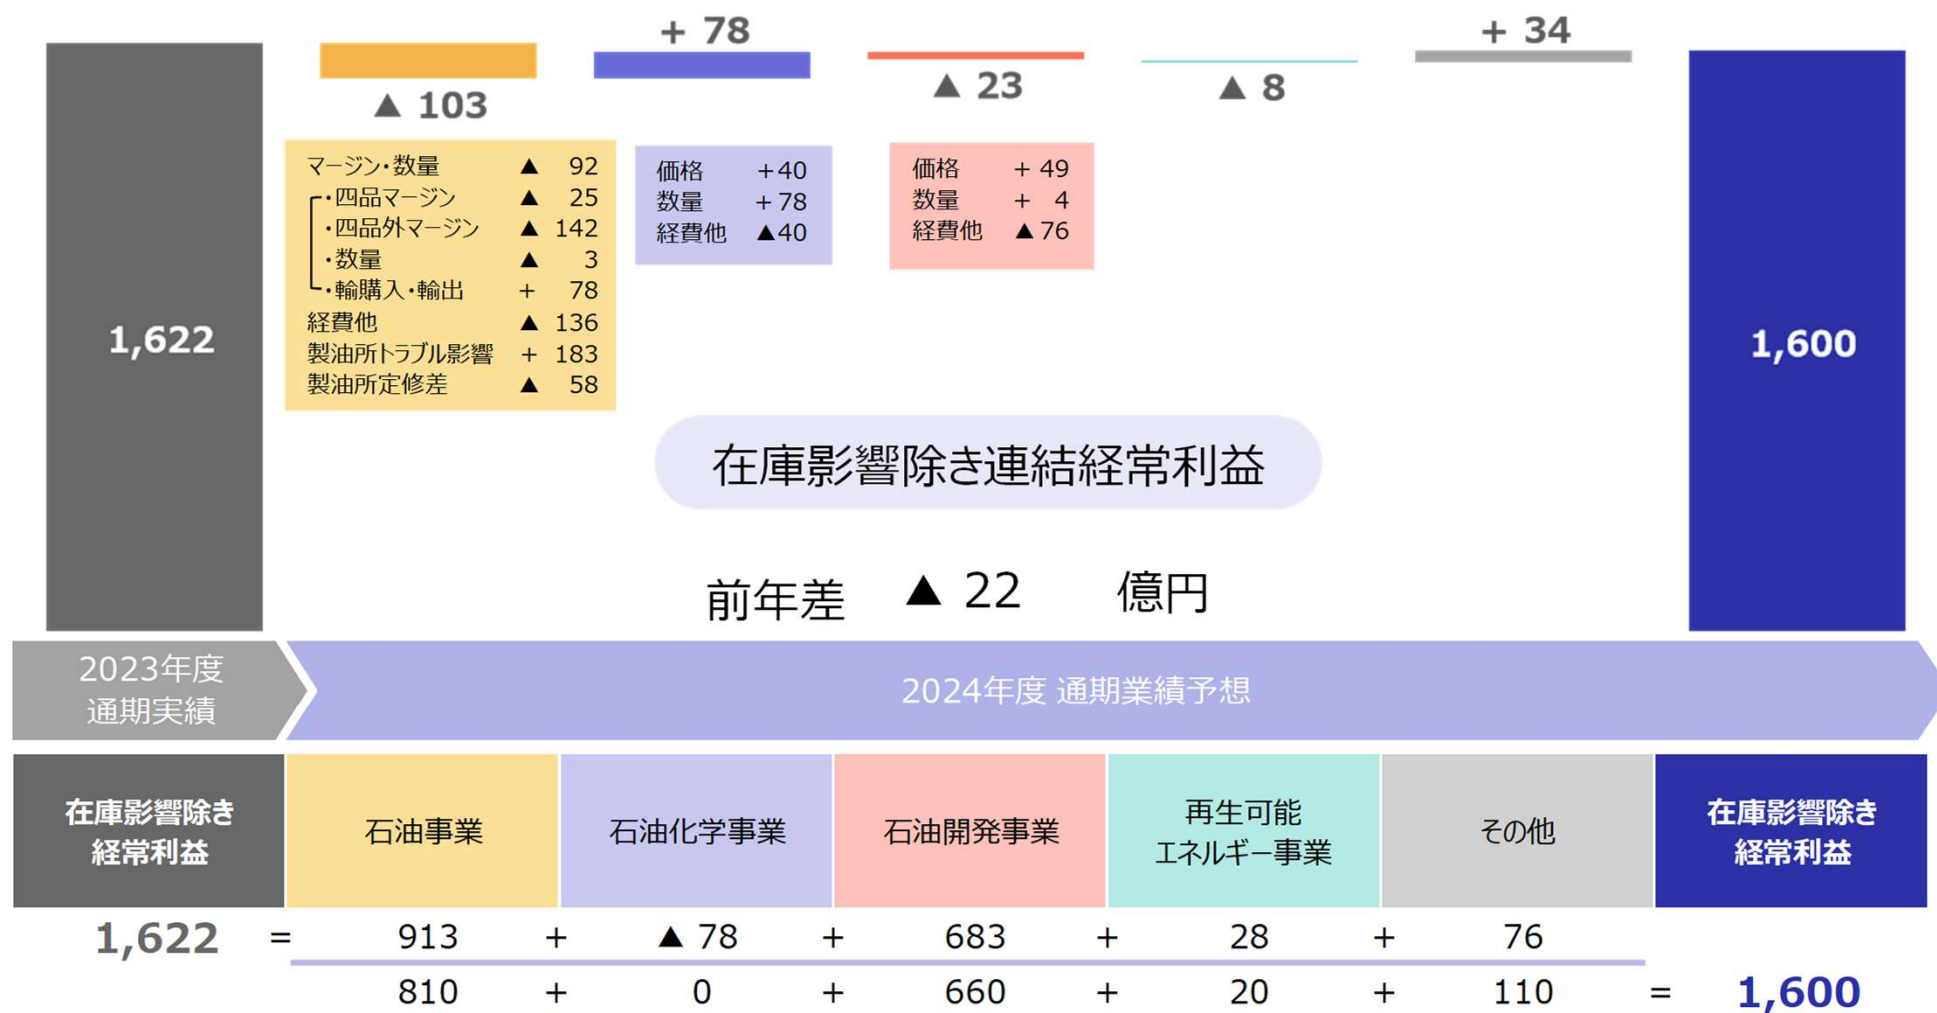 + 78
+ 34
▲ 103
▲ 23
▲ 8
マージン・数量 ▲ 92
・四品マージン ▲ 25
・四品外マージン ▲ 142
・数量 ▲ 3
・輸購入・輸出 + 78
経費他 ▲ 136
製油所トラブル影響 + 183
製油所定修差 ▲ 58
価格 +40
数量 + 78
経費他 ▲40
価格 + 49
数量 + 4
経費他 ▲ 76
1,622
1,600
在庫影響除き連結経常利益
前年差 ▲ 22 億円
2023年度
通期実績
2024年度 通期業績予想
在庫影響除き
経常利益
石油事業
石油化学事業
石油開発事業
再生可能
エネルギー事業
その他
在庫影響除き
経常利益
1,622 = 913 + ▲ 78 + 683 + 28 + 76
810 + 0 + 660 + 20 + 110 = 1,600